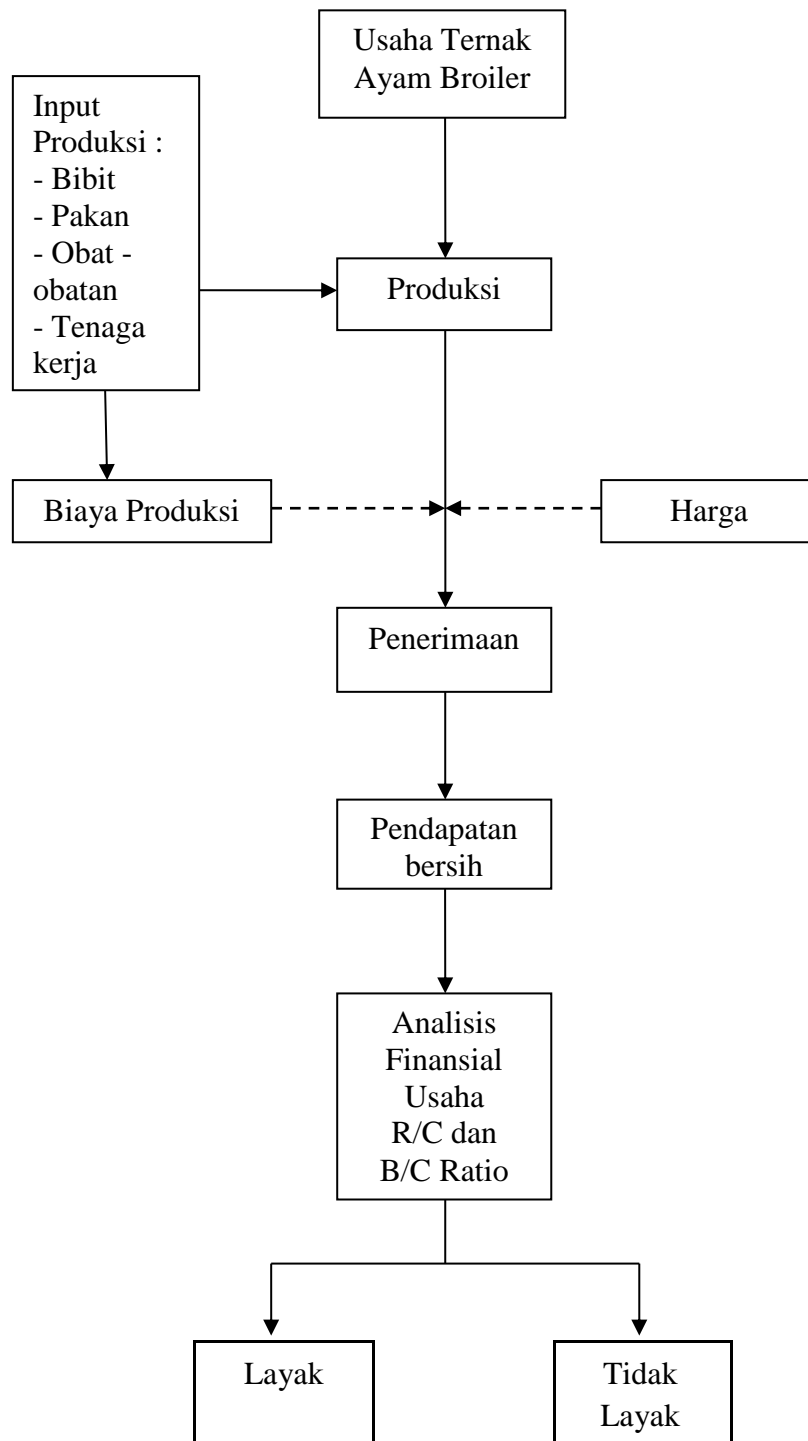 Usaha Ternak
Ayam Broiler
Input
Produksi :
- Bibit
- Pakan
- Obat -
obatan
- Tenaga
kerja
Produksi
Biaya Produksi
Harga
Penerimaan
Pendapatan
bersih
Analisis
Finansial
Usaha
R/C dan
B/C Ratio
Layak
Tidak
Layak